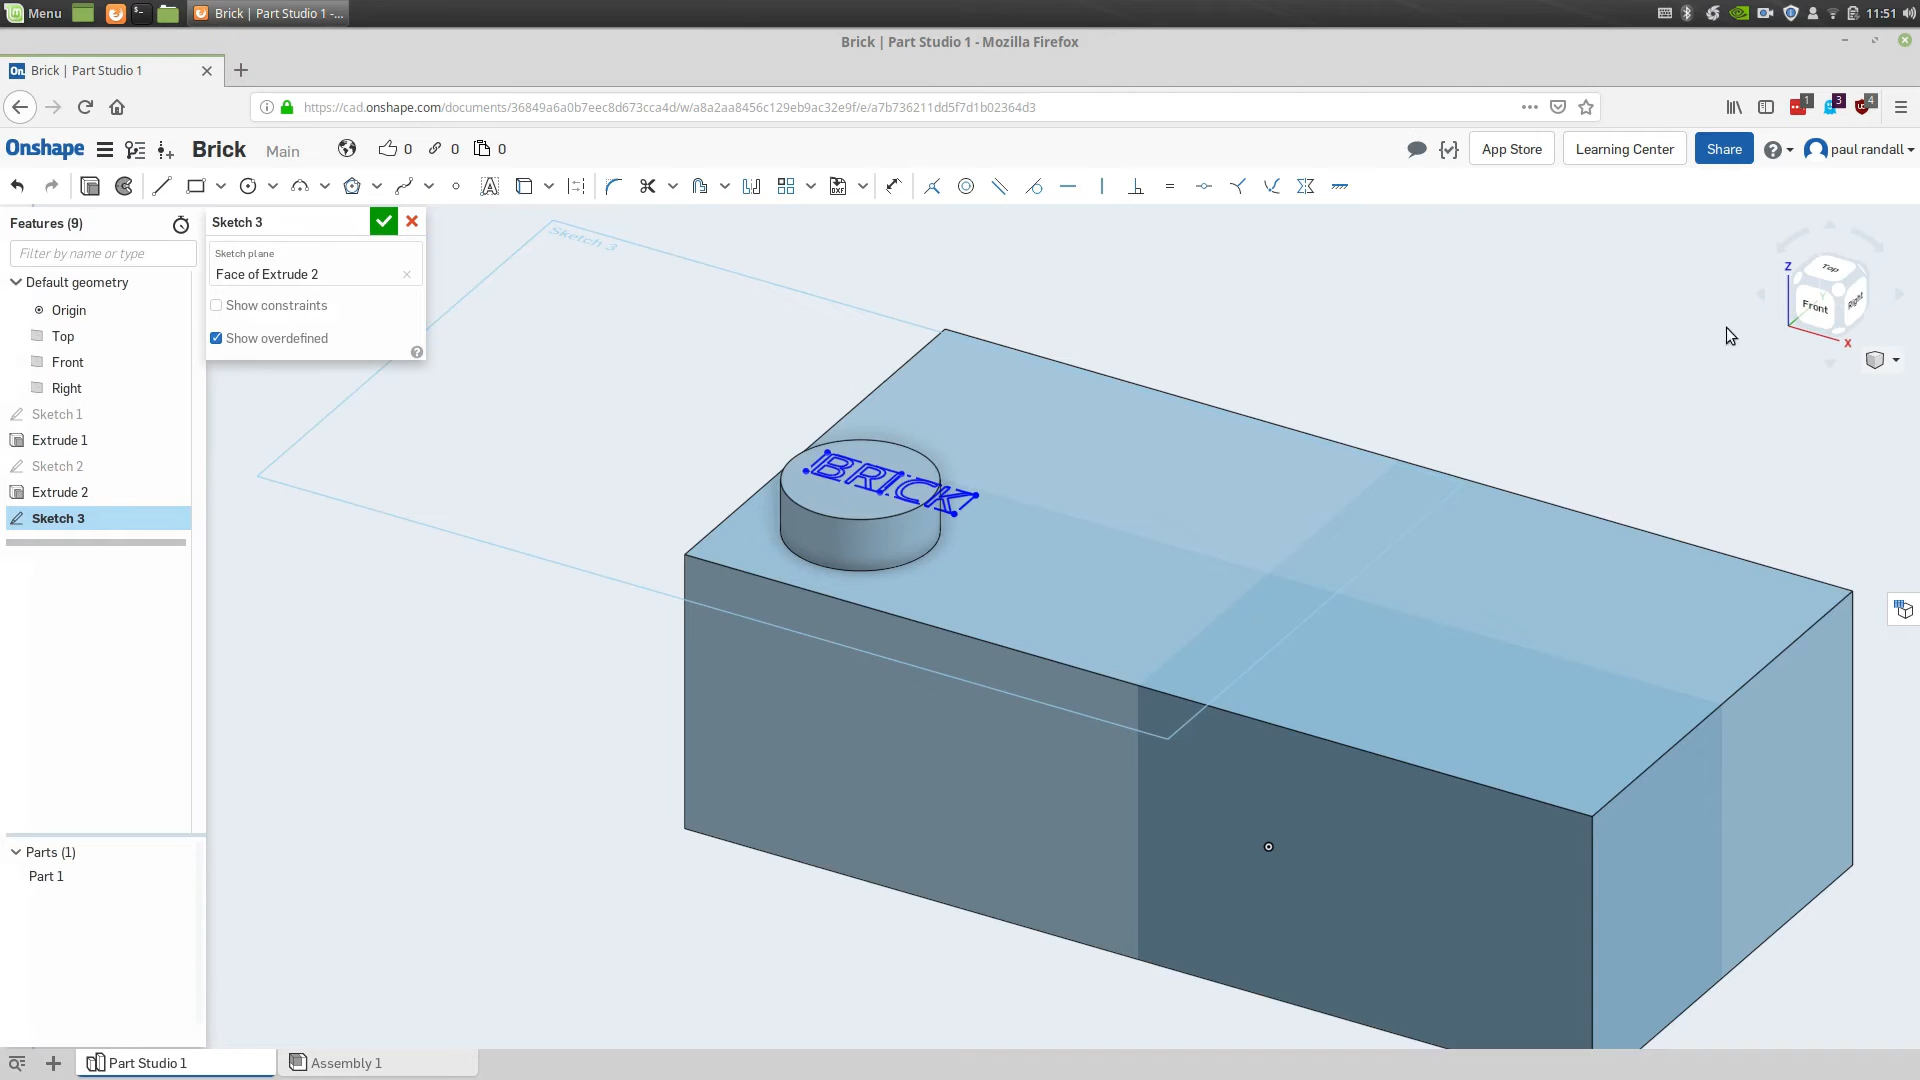 Menu
Brick | Part Studio 1 -...
11:51
Brick | Part Studio 1 - Mozilla Firefox
Brick | Part Studio 1
https://cad.onshape.com/documents/36849a6a0b7eec8d673cca4d/w/a8a2aa8456c129eb9ac32e9f/e/a7b736211dd5f7d1b02364d3
1
3
4
Onshape
Brick
Main
0
0
0
App Store
Learning Center
Share
paul randall
DXF
Features (9)
Filter by name or type
Default geometry
Origin
Top
Front
Right
Sketch 1
Extrude 1
Sketch 2
Extrude 2
Sketch 3
Sketch 3
Sketch plane
Face of Extrude 2
Show constraints
Show overdefined
Sketch 3
BRICK
Z
Top
Front
Right
Y
X
Parts (1)
Part 1
Part Studio 1
Assembly 1